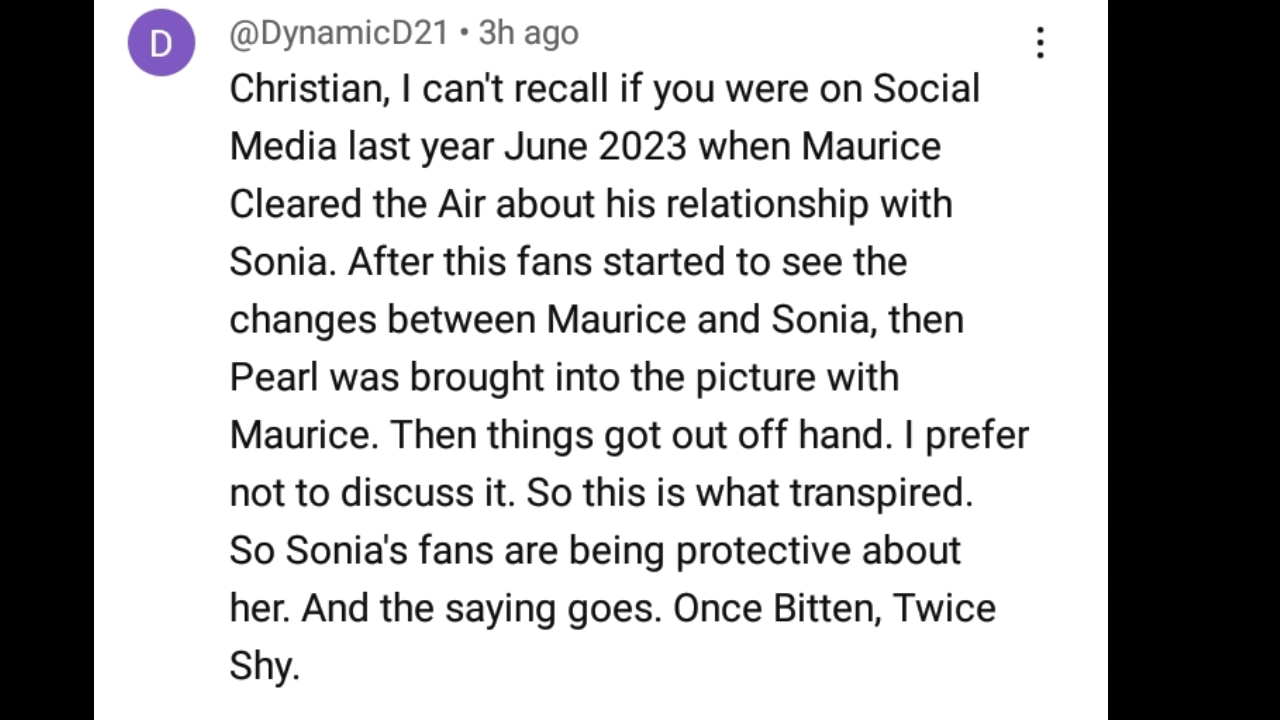 D
@DynamicD21 • 3h ago
Christian, I can't recall if you were on Social
Media last year June 2023 when Maurice
Cleared the Air about his relationship with
Sonia. After this fans started to see the
changes between Maurice and Sonia, then
Pearl was brought into the picture with
Maurice. Then things got out off hand. I prefer
not to discuss it. So this is what transpired.
So Sonia's fans are being protective about
her. And the saying goes. Once Bitten, Twice
Shy.